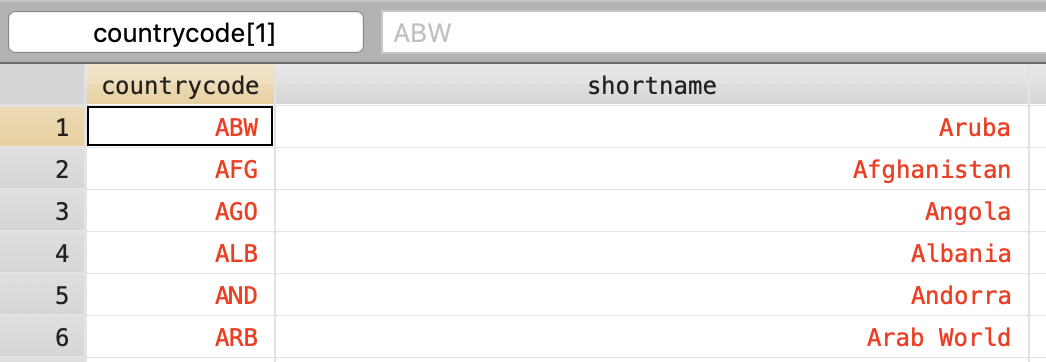 countrycode[1] ABW
countrycode shortname
1 ABW Aruba
2 AFG Afghanistan
3 AGO Angola
4 ALB Albania
5 AND Andorra
6 ARB Arab World